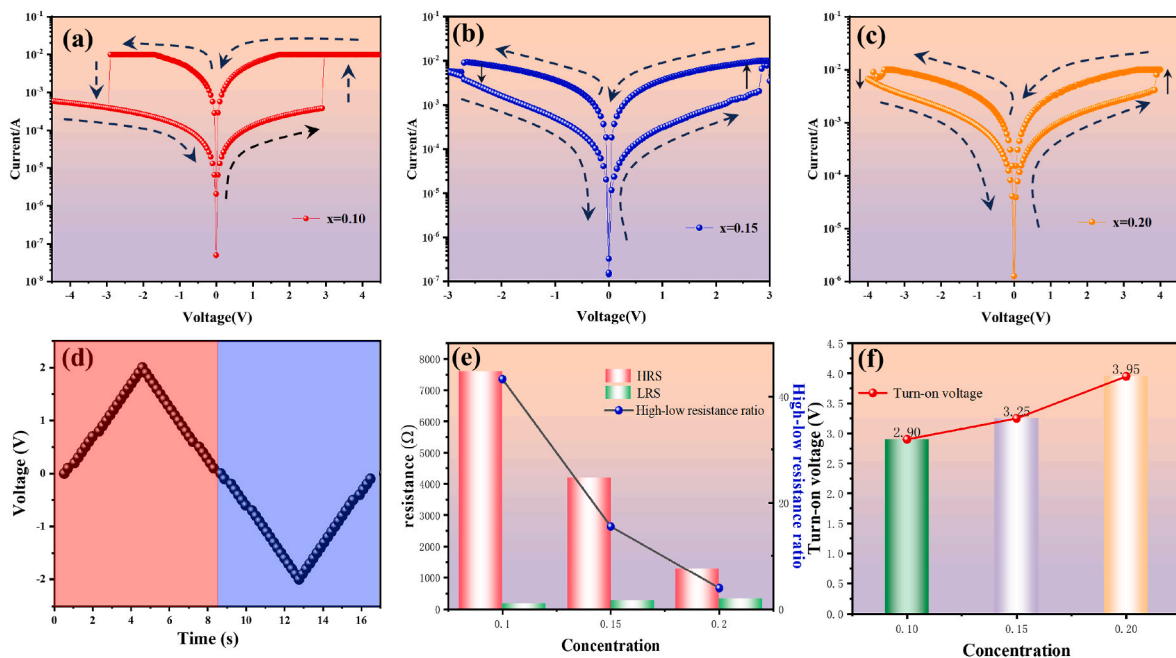 (a)
Current/A
10-1
10-2
10-3
10-4
10-5
10-6
10-7
10-8
-4 -3 -2 -1 0 1 2 3 4
Voltage(V)
x=0.10
(b)
Current/A
10-1
10-2
10-3
10-4
10-5
10-6
10-7
-3 -2 -1 0 1 2 3
Voltage(V)
x=0.15
(c)
Current/A
10-1
10-2
10-3
10-4
10-5
10-6
-4 -3 -2 -1 0 1 2 3 4
Voltage(V)
x=0.20
(d)
Voltage (V)
2
1
0
-1
-2
0 2 4 6 8 10 12 14 16
Time (s)
(e)
resistance (Ω)
8000
7500
7000
6500
6000
5500
5000
4500
4000
3500
3000
2500
2000
1500
1000
500
0
HRS
LRS
High-low resistance ratio
40
20
0
High-low resistance ratio
0.1 0.15 0.2
Concentration
(f)
Turn-on voltage (V)
4.5
4.0
3.5
3.0
2.5
2.0
1.5
1.0
0.5
0.0
Turn-on voltage
2.90
3.25
3.95
0.10 0.15 0.20
Concentration